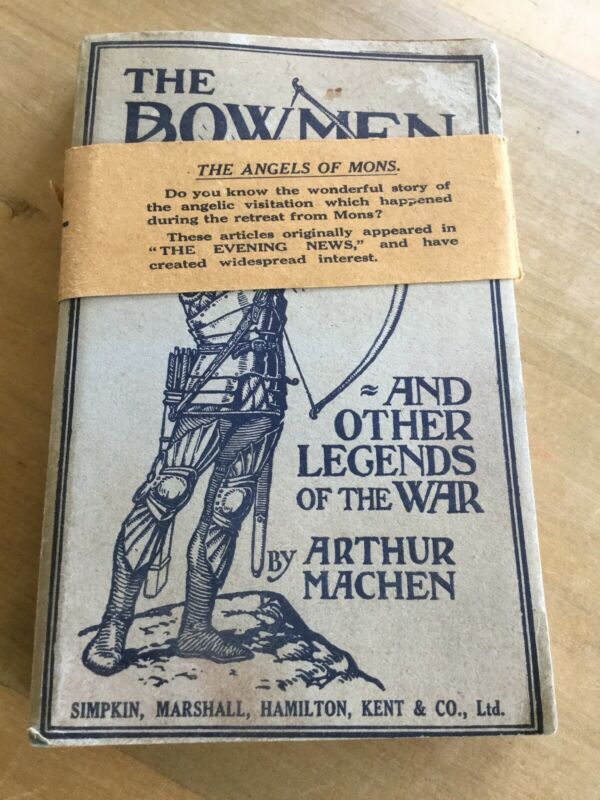 THE
BOWMEN
THE ANGELS OF MONS.
Do you know the wonderful story of
the angelic visitation which happened
during the retreat from Mons?
These articles originally appeared in
"THE EVENING NEWS," and have
created widespread interest.
~AND
OTHER
LEGENDS
OF THE WAR
BY ARTHUR
MACHEN
SIMPKIN, MARSHALL, HAMILTON, KENT & CO., Ltd.